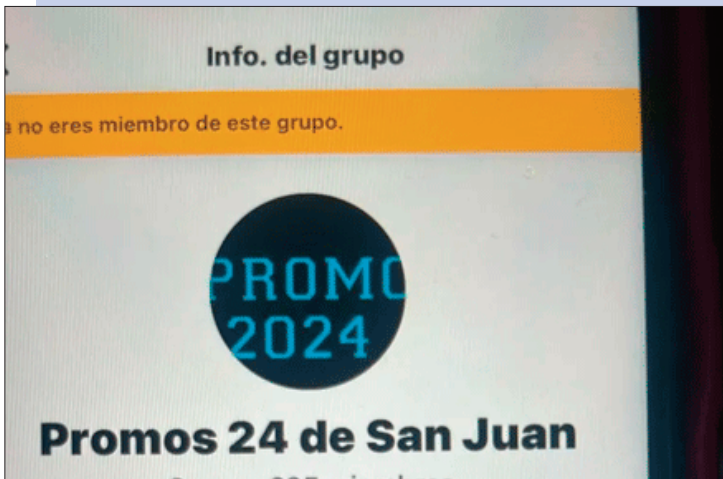 Info. del grupo
no eres miembro de este grupo.
PROMO
2024
Promos 24 de San Juan